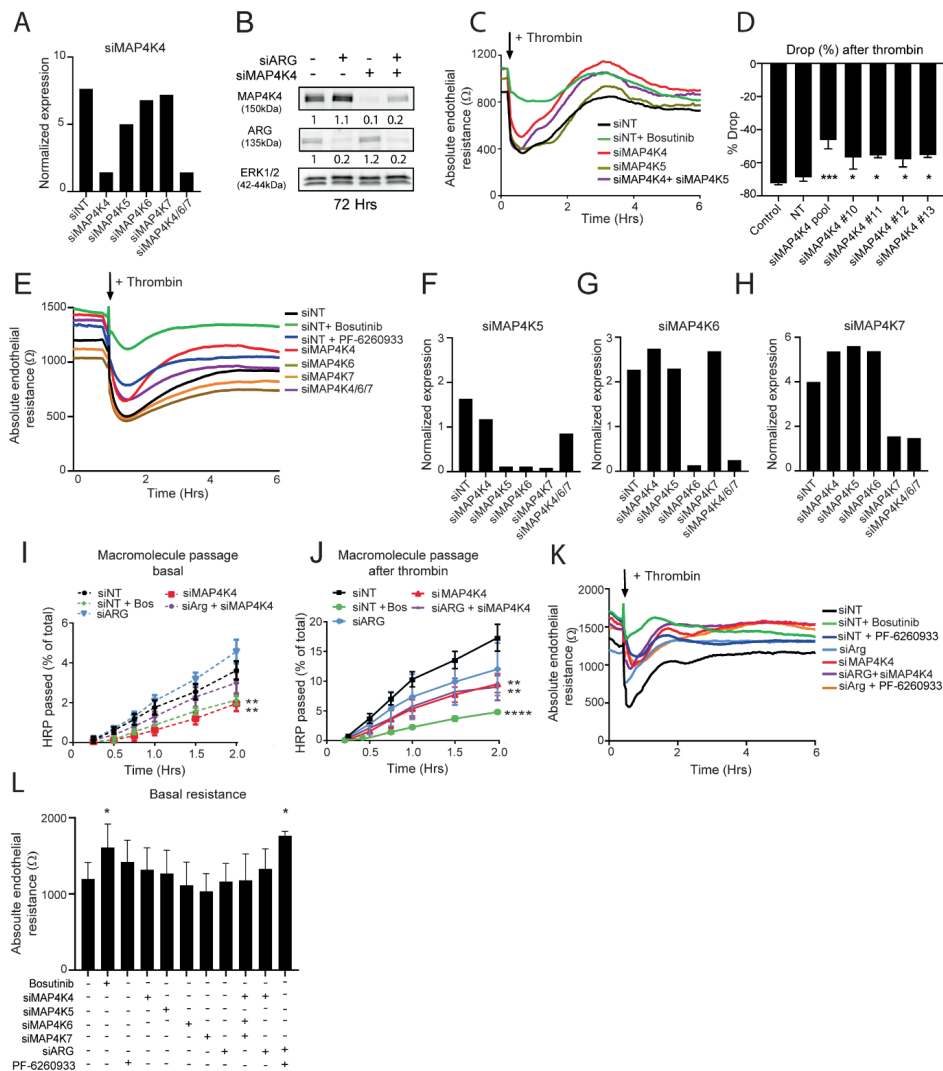 A
siMAP4K4
Normalized expression
10
5
0
siNT
siMAP4K4
siMAP4K5
siMAP4K6
siMAP4K7
siMAP4K4/6/7
B
siARG - + - +
siMAP4K4 - - + +
MAP4K4
(150kDa)
1 1.1 0.1 0.2
ARG
(135kDa)
1 0.2 1.2 0.2
ERK1/2
(42-44kDa)
72 Hrs
C
+ Thrombin
Absolute endothelial
resistance (Ω)
1200
800
400
0
siNT
siNT+ Bosutinib
siMAP4K4
siMAP4K5
siMAP4K4+ siMAP4K5
0 2 4 6
Time (Hrs)
D
Drop (%) after thrombin
% Drop
0
-20
-40
-60
-80
*** * * * *
Control
NT
siMAP4K4 pool
siMAP4K4 #10
siMAP4K4 #11
siMAP4K4 #12
siMAP4K4 #13
E
+ Thrombin
Absolute endothelial
resistance (Ω)
1500
1000
500
0
0 2 4 6
Time (Hrs)
siNT
siNT+ Bosutinib
siNT + PF-6260933
siMAP4K4
siMAP4K6
siMAP4K7
siMAP4K4/6/7
F
siMAP4K5
Normalized expression
3
2
1
0
siNT
siMAP4K4
siMAP4K5
siMAP4K6
siMAP4K7
siMAP4K4/6/7
G
siMAP4K6
Normalized expression
4
2
0
siNT
siMAP4K4
siMAP4K5
siMAP4K6
siMAP4K7
siMAP4K4/6/7
H
siMAP4K7
Normalized expression
6
4
2
0
siNT
siMAP4K4
siMAP4K5
siMAP4K6
siMAP4K7
siMAP4K4/6/7
I
Macromolecule passage
basal
siNT siMAP4K4
siNT + Bos siArg + siMAP4K4
siARG
HRP passed (% of total)
6
4
2
0
**
**
0 0.5 1.0 1.5 2.0
Time (Hrs)
J
Macromolecule passage
after thrombin
siNT siMAP4K4
siNT + Bos siARG + siMAP4K4
siARG
HRP passed (% of total)
25
20
15
10
5
0
**
**
****
0 0.5 1.0 1.5 2.0
Time (Hrs)
K
+ Thrombin
Absolute endothelial
resistance (Ω)
2000
1500
1000
500
0
0 2 4 6
Time (Hrs)
siNT
siNT+ Bosutinib
siNT + PF-6260933
siArg
siMAP4K4
siARG+siMAP4K4
siArg + PF-6260933
L
Basal resistance
Absoulte endothelial
resistance (Ω)
2000
1000
0
* *
Bosutinib - + - - - - - - - - -
siMAP4K4 - - - + - - - - + + -
siMAP4K5 - - - - + - - - - - -
siMAP4K6 - - - - - + - - + - -
siMAP4K7 - - - - - - + - + - -
siARG - - - - - - - + - + +
PF-6260933 - - + - - - - - - - +